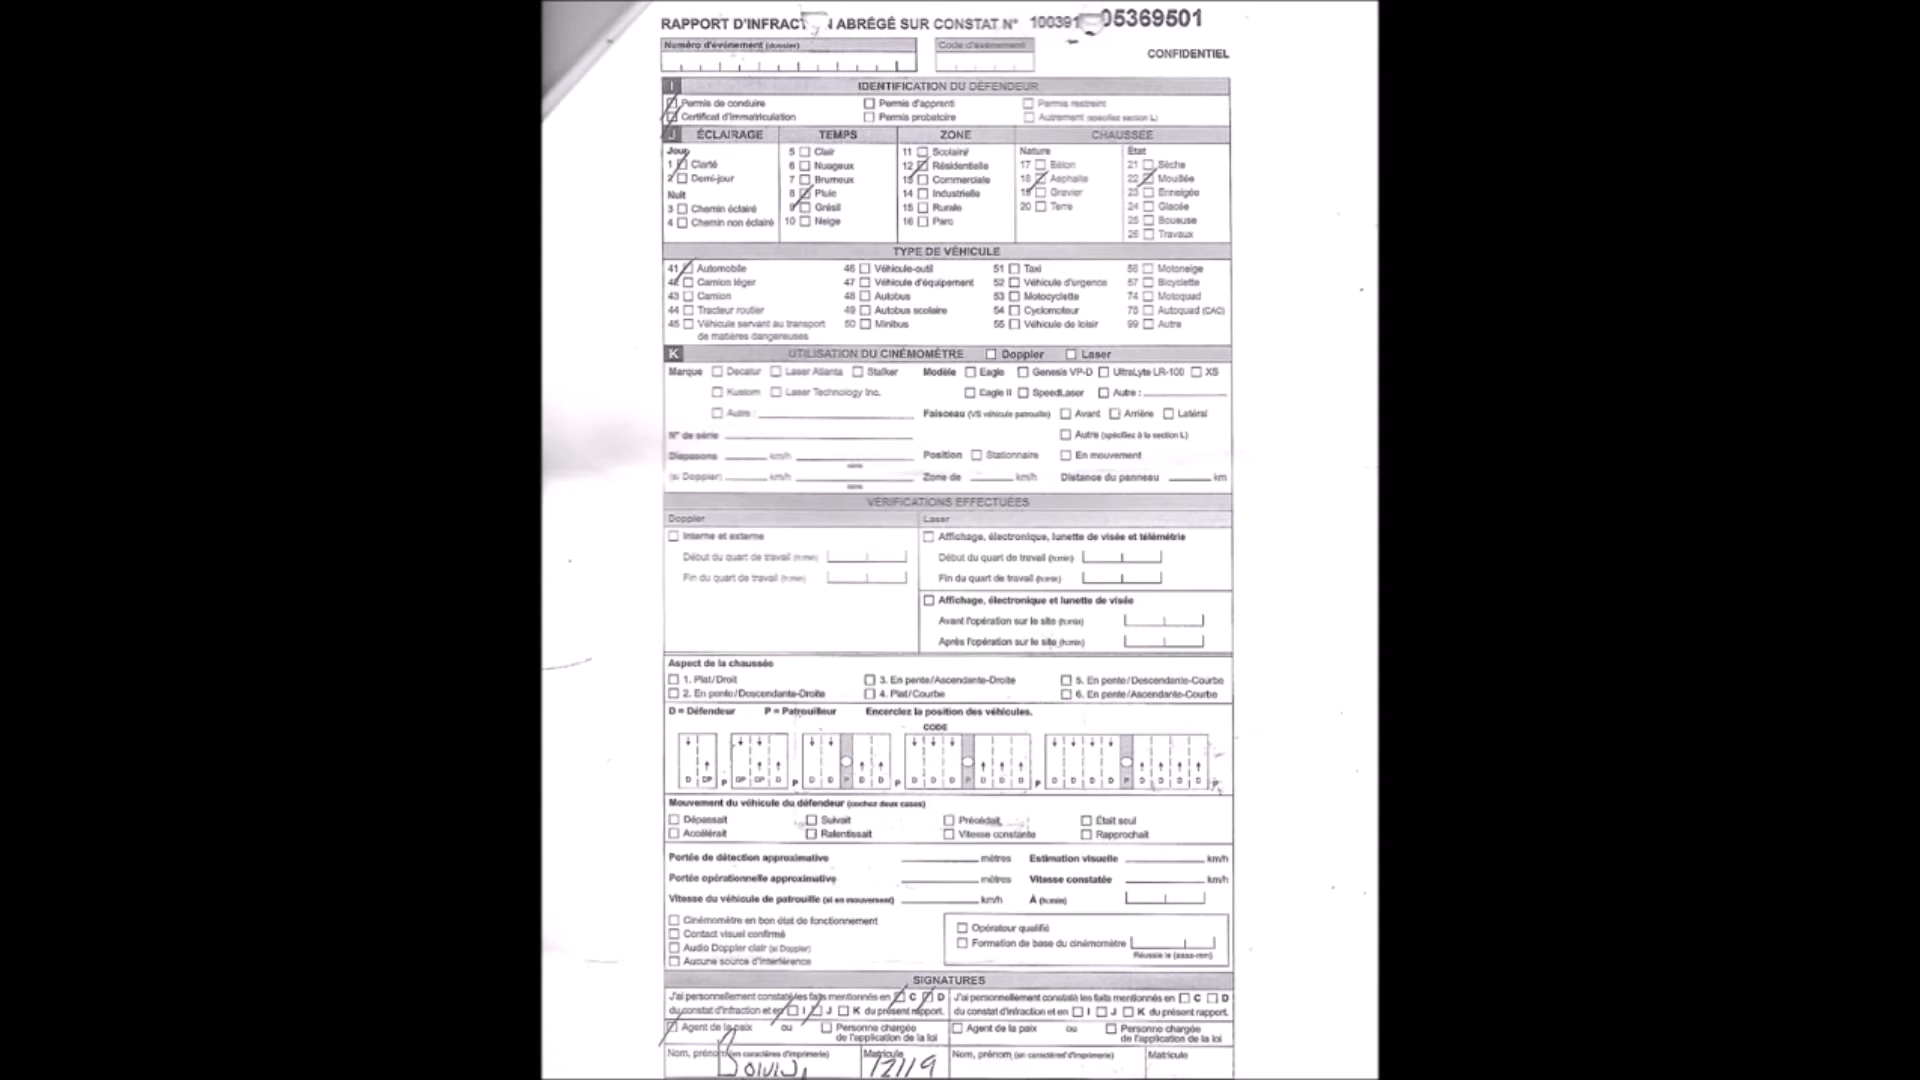 RAPPORT D'INFRACT N ABRÉGÉ SUR CONSTAT N° 100391 05369501
Numéro d'événement (dossier) Code d'événement
CONFIDENTIEL
I IDENTIFICATION DU DÉFENDEUR
Permis de conduire Permis d'apprenti Permis restreint
Certificat d'immatriculation Permis probatoire Autrement (spécifiez section L)
J ÉCLAIRAGE TEMPS ZONE CHAUSSÉE
Jour 5 Clair 11 Scolaire Nature État
1 Clarté 6 Nuageux 12 Résidentielle 17 Béton 21 Sèche
2 Demi-jour 7 Brumeux 13 Commerciale 18 Asphalte 22 Mouillée
Nuit 8 Pluie 14 Industrielle 19 Gravier 23 Enneigée
3 Chemin éclairé 9 Grésil 15 Rurale 20 Terre 24 Glacée
4 Chemin non éclairé 10 Neige 16 Parc 25 Boueuse
26 Travaux
TYPE DE VÉHICULE
41 Automobile 46 Véhicule-outil 51 Taxi 56 Motoneige
42 Camion léger 47 Véhicule d'équipement 52 Véhicule d'urgence 57 Bicyclette
43 Camion 48 Autobus 53 Motocyclette 74 Motoquad
44 Tracteur routier 49 Autobus scolaire 54 Cyclomoteur 75 Autoquad (CAC)
45 Véhicule servant au transport 50 Minibus 55 Véhicule de loisir 99 Autre
de matières dangereuses
K UTILISATION DU CINÉMOMÈTRE Doppler Laser
Marque Decatur Laser Atlanta Stalker Modèle Eagle Genesis VP-D UltraLyte LR-100 XS
Kustom Laser Technology Inc. Eagle II SpeedLaser Autre :
Autre : Faisceau (VS véhicule patrouille) Avant Arrière Latéral
N° de série Autre (spécifiez à la section L)
Diapasons km/h Position Stationnaire En mouvement
(si Doppler) km/h Zone de km/h Distance du panneau km
VÉRIFICATIONS EFFECTUÉES
Doppler Laser
Interne et externe Affichage, électronique, lunette de visée et télémétrie
Début du quart de travail (h:min) Début du quart de travail (h:min)
Fin du quart de travail (h:min) Fin du quart de travail (h:min)
Affichage, électronique et lunette de visée
Avant l'opération sur le site (h:min)
Après l'opération sur le site (h:min)
Aspect de la chaussée
1. Plat/Droit 3. En pente/Ascendante-Droite 5. En pente/Descendante-Courbe
2. En pente/Descendante-Droite 4. Plat/Courbe 6. En pente/Ascendante-Courbe
D = Défendeur P = Patrouilleur Encerclez la position des véhicules.
CODE
D DP P DP DP D P D D P D D P D D D P D D D P D D D D P D D D D P
Mouvement du véhicule du défendeur (cochez deux cases)
Dépassait Suivait Précédait Était seul
Accélérait Ralentissait Vitesse constante Rapprochait
Portée de détection approximative mètres Estimation visuelle km/h
Portée opérationnelle approximative mètres Vitesse constatée km/h
Vitesse du véhicule de patrouille (si en mouvement) km/h À (h:min)
Cinémomètre en bon état de fonctionnement
Contact visuel confirmé Opérateur qualifié
Audio Doppler clair (si Doppler) Formation de base du cinémomètre
Aucune source d'interférence Réussie le (aaaa-mm)
SIGNATURES
J'ai personnellement constaté les faits mentionnés en C D J'ai personnellement constaté les faits mentionnés en C D
du constat d'infraction et en I J K du présent rapport. du constat d'infraction et en I J K du présent rapport.
Agent de la paix ou Personne chargée Agent de la paix ou Personne chargée
de l'application de la loi de l'application de la loi
Nom, prénom (en caractères d'imprimerie) Matricule Nom, prénom (en caractères d'imprimerie) Matricule